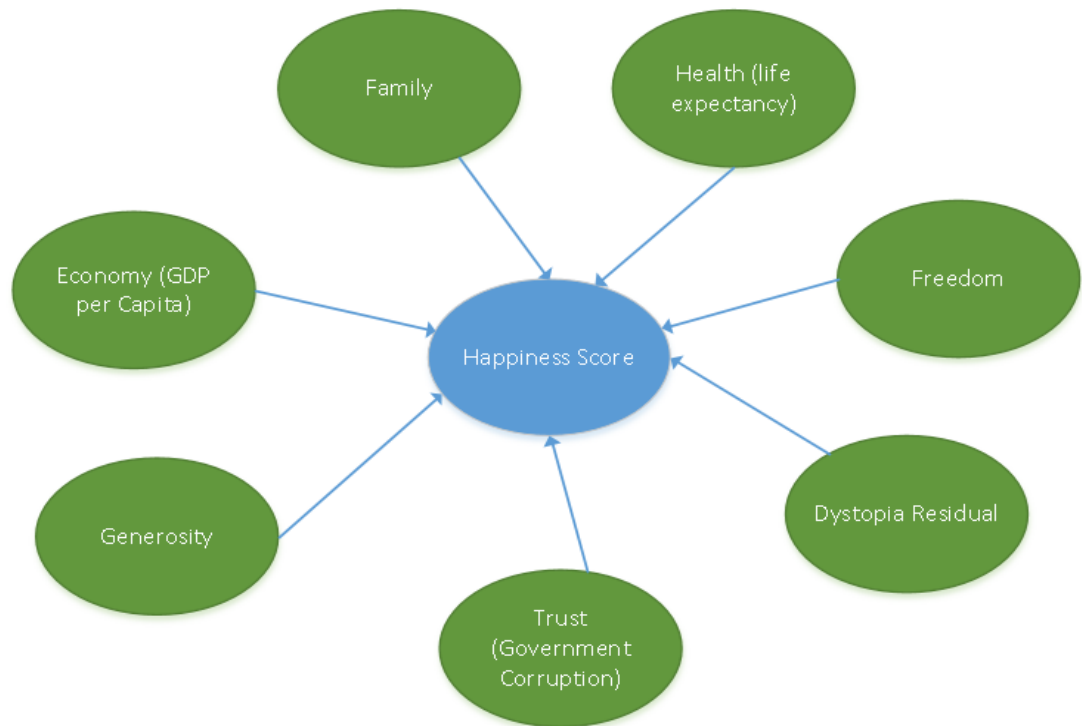 Family
Health (life
expectancy)
Economy (GDP
per Capita)
Freedom
Happiness Score
Generosity
Dystopia Residual
Trust
(Government
Corruption)